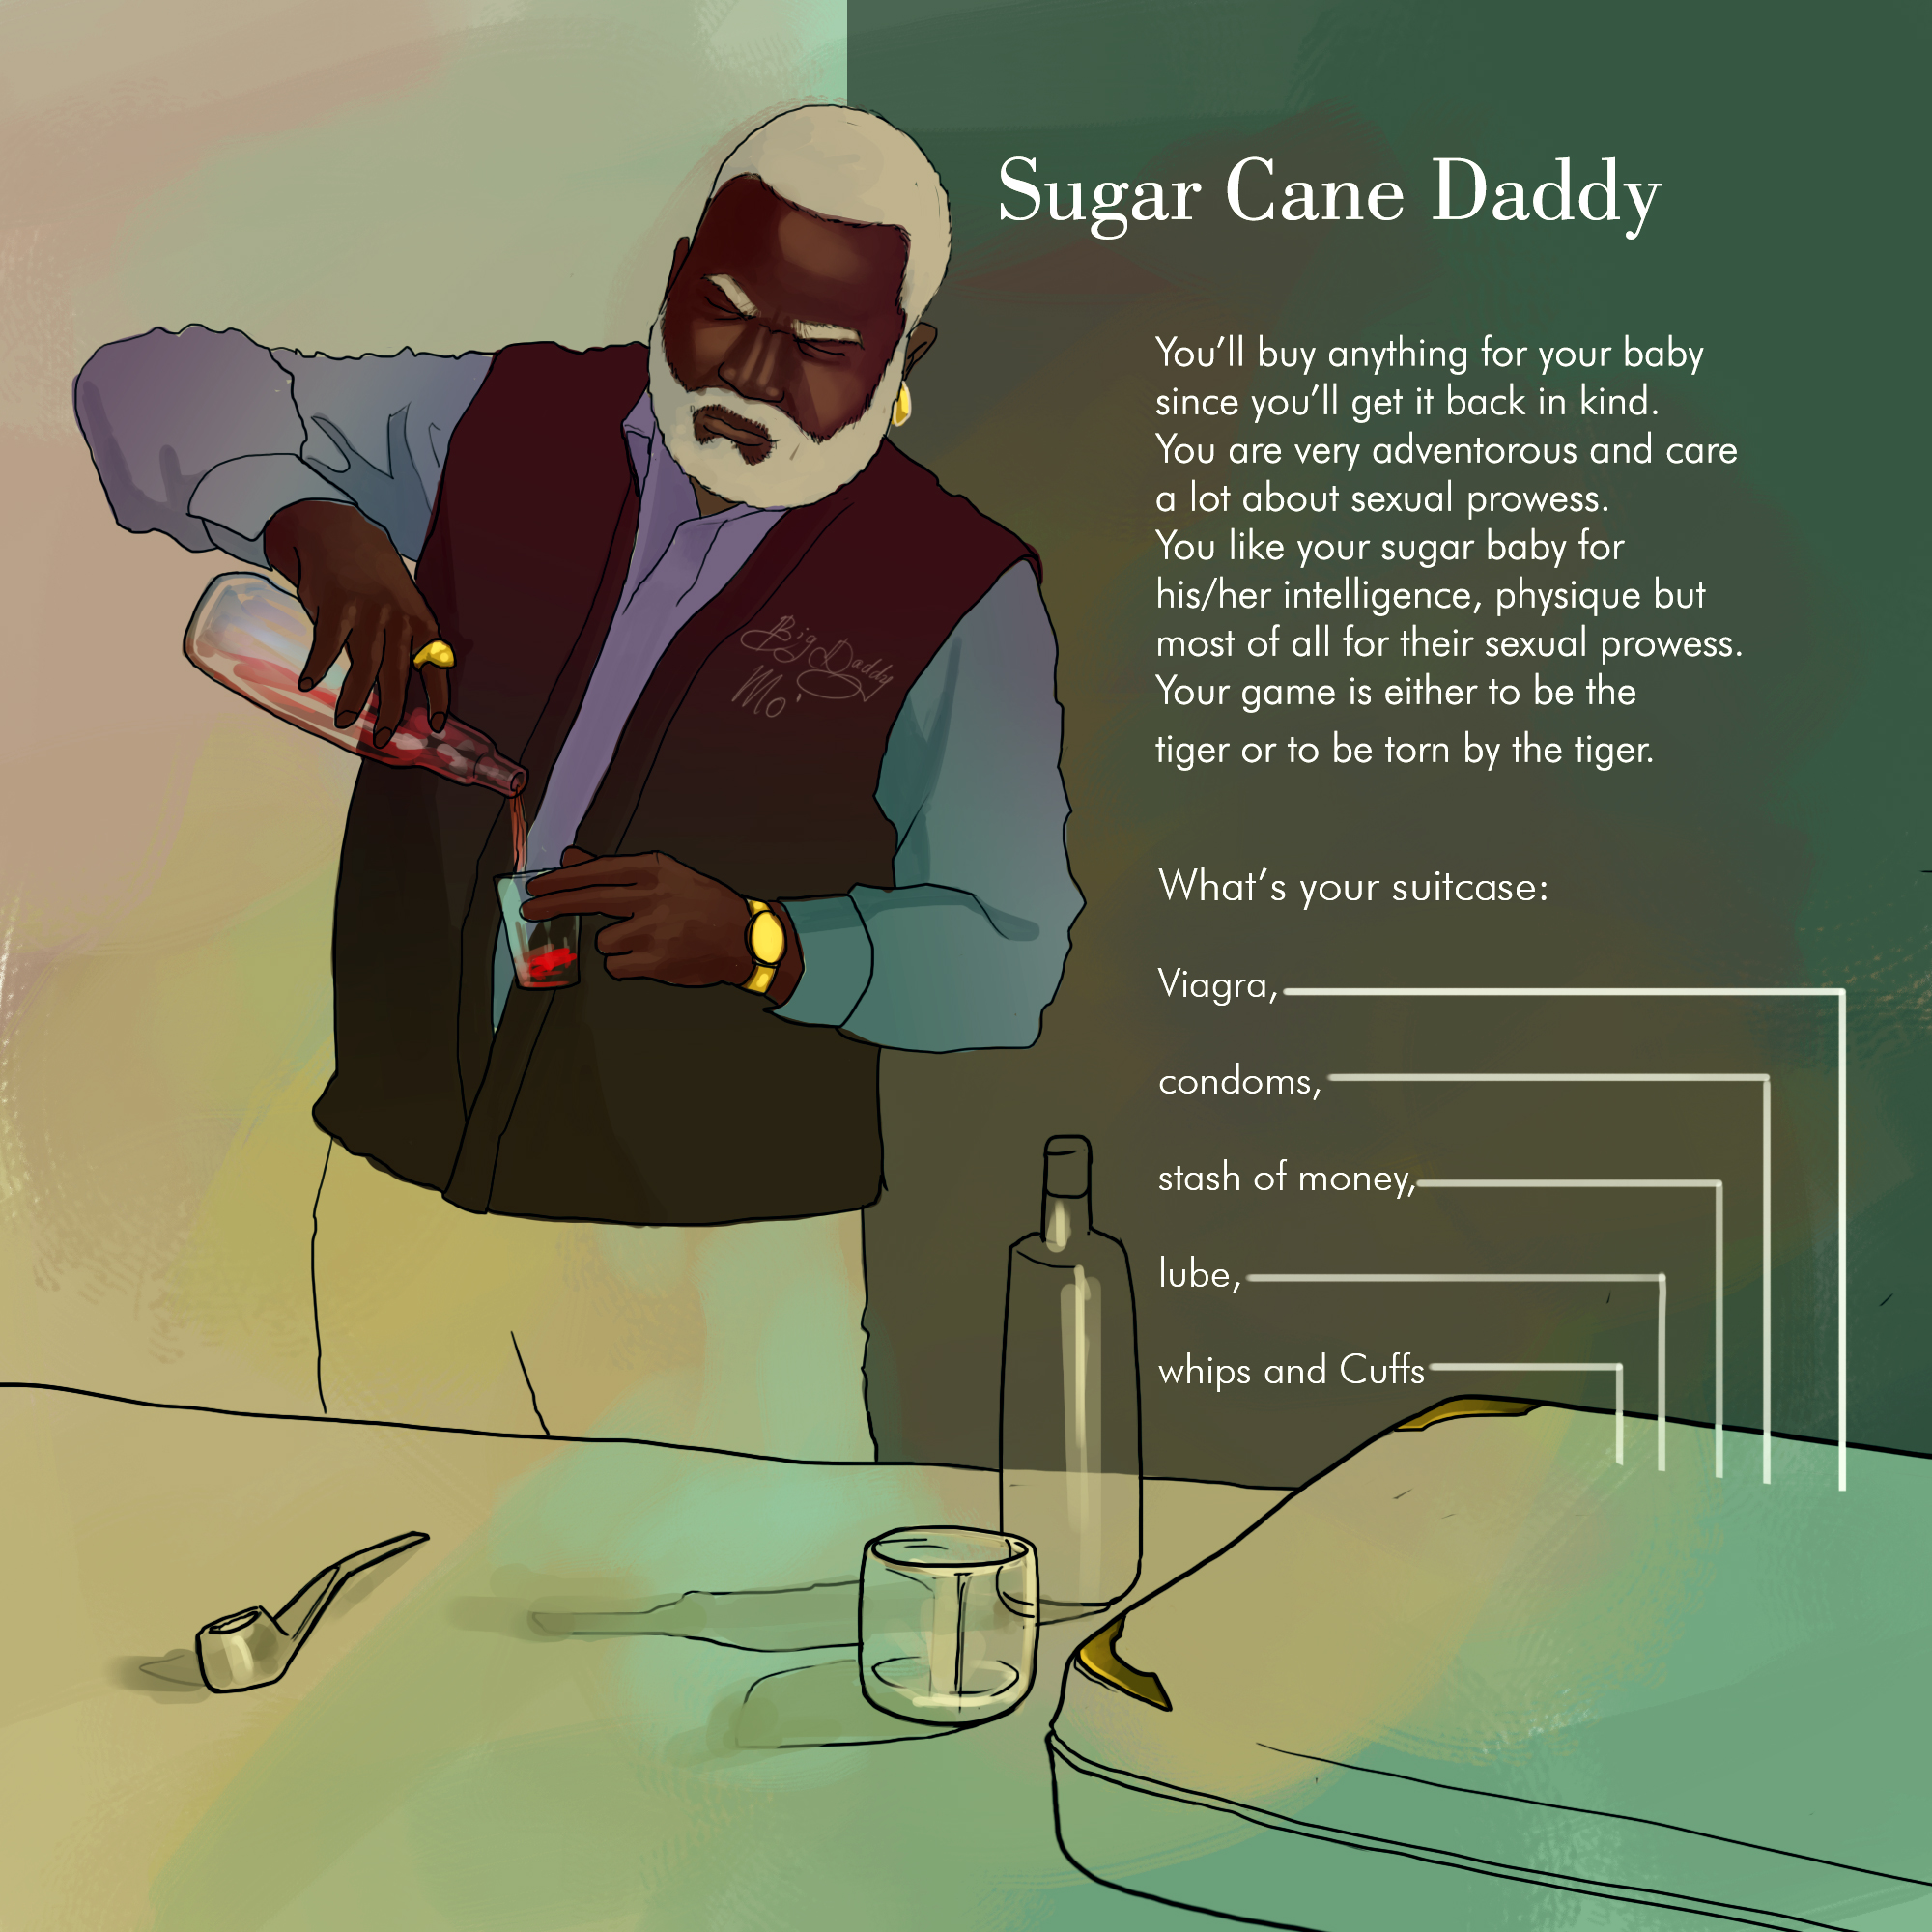 Sugar Cane Daddy
You’ll buy anything for your baby
since you’ll get it back in kind.
You are very adventorous and care
a lot about sexual prowess.
You like your sugar baby for
his/her intelligence, physique but
most of all for their sexual prowess.
Your game is either to be the
tiger or to be torn by the tiger.
Big Daddy
Mo'
What’s your suitcase:
Viagra,
condoms,
stash of money,
lube,
whips and Cuffs